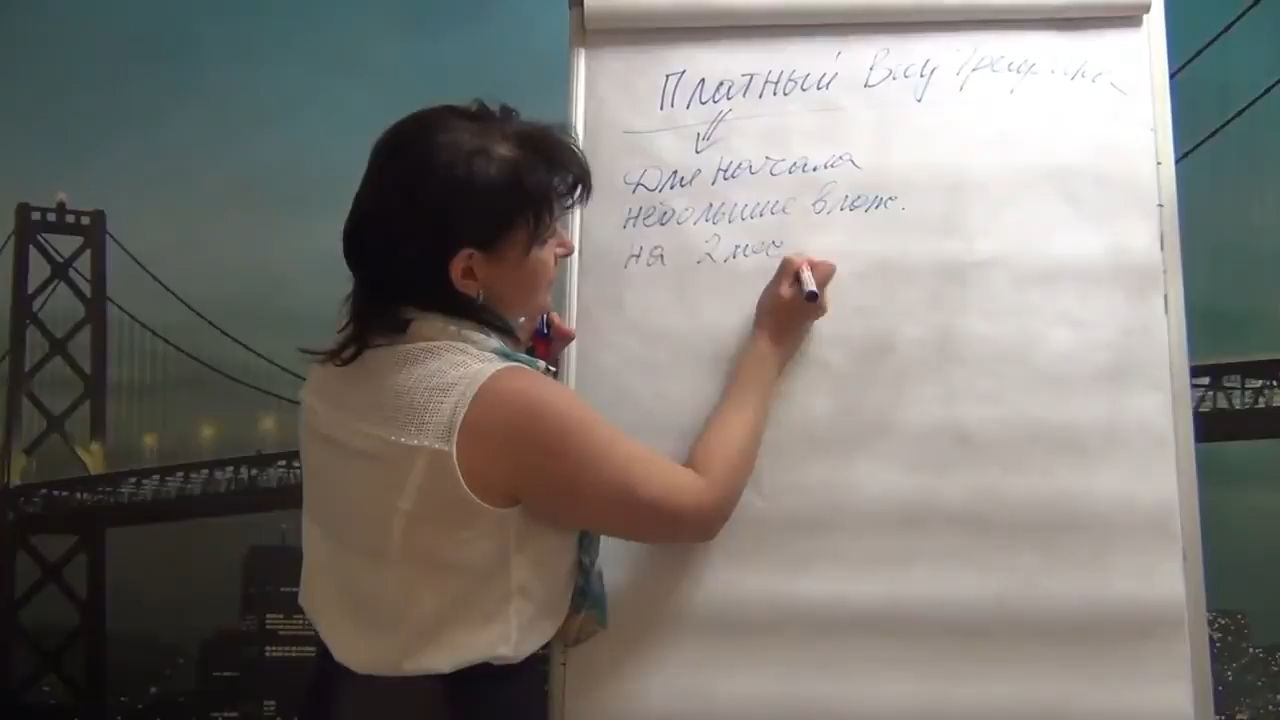 Платный
Для начала
небольшие влож.
на 2 мес